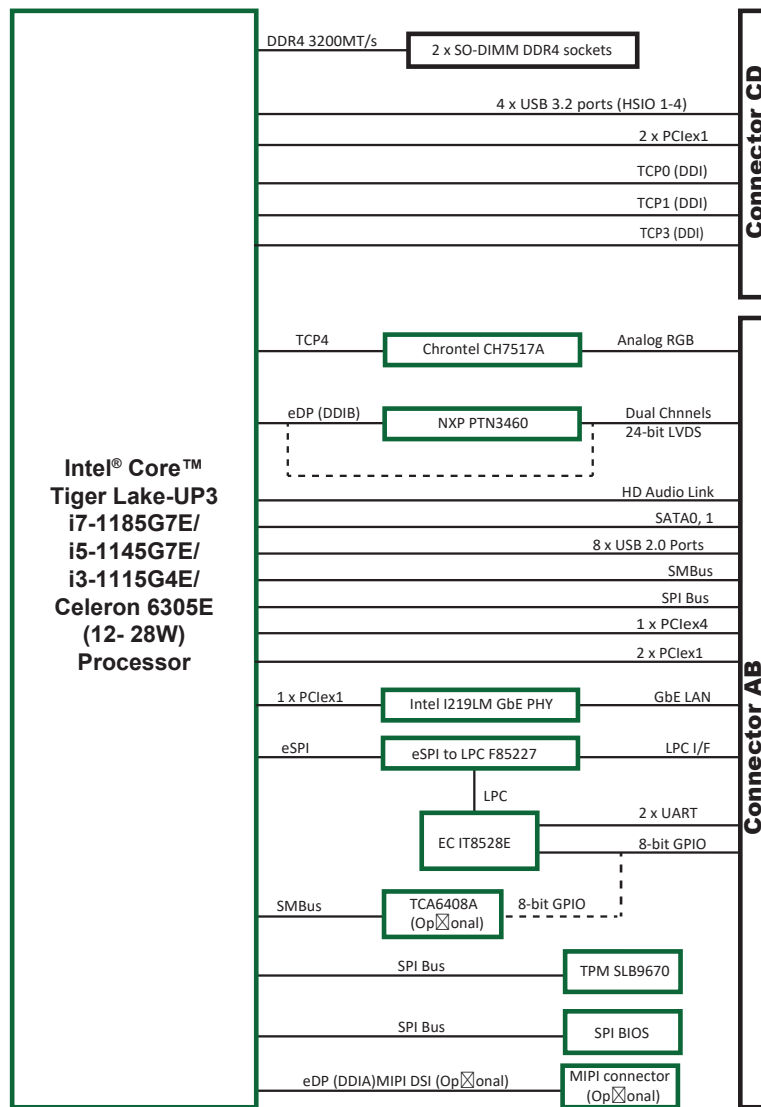 DDR4 3200MT/s
2 x SO-DIMM DDR4 sockets
4 x USB 3.2 ports (HSIO 1-4)
2 x PCIex1
TCP0 (DDI)
TCP1 (DDI)
TCP3 (DDI)
Connector CD
TCP4
Chrontel CH7517A
Analog RGB
eDP (DDIB)
NXP PTN3460
Dual Chnnels
24-bit LVDS
Intel® Core™
Tiger Lake-UP3
i7-1185G7E/
i5-1145G7E/
i3-1115G4E/
Celeron 6305E
(12- 28W)
Processor
HD Audio Link
SATA0, 1
8 x USB 2.0 Ports
SMBus
SPI Bus
1 x PCIex4
2 x PCIex1
1 x PCIex1
Intel I219LM GbE PHY
GbE LAN
eSPI
eSPI to LPC F85227
LPC I/F
LPC
EC IT8528E
2 x UART
8-bit GPIO
Connector AB
SMBus
TCA6408A
(Op☒onal)
8-bit GPIO
SPI Bus
TPM SLB9670
SPI Bus
SPI BIOS
eDP (DDIA)MIPI DSI (Op☒onal)
MIPI connector
(Op☒onal)